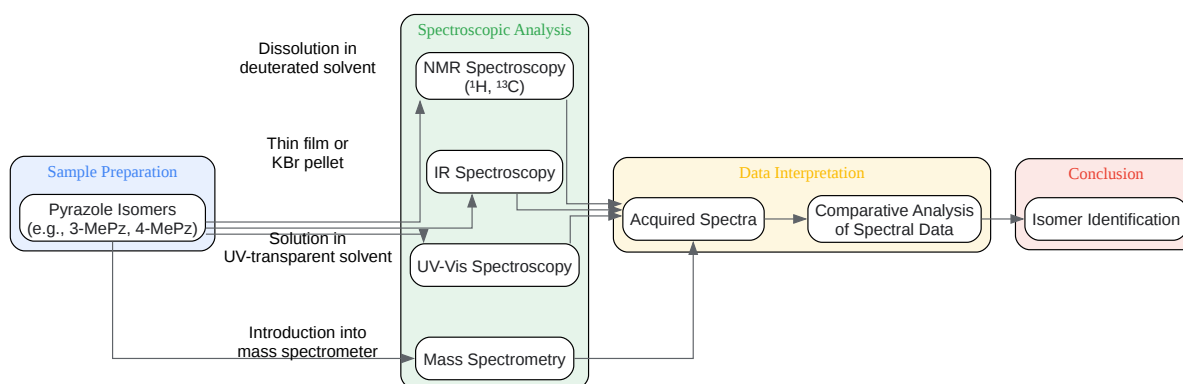 Spectroscopic Analysis
Dissolution in
deuterated solvent
NMR Spectroscopy
(¹H, ¹³C)
Thin film or
KBr pellet
Sample Preparation
IR Spectroscopy
Data Interpretation
Conclusion
Pyrazole Isomers
(e.g., 3-MePz, 4-MePz)
Acquired Spectra
Comparative Analysis
of Spectral Data
Isomer Identification
Solution in
UV-transparent solvent
UV-Vis Spectroscopy
Introduction into
mass spectrometer
Mass Spectrometry